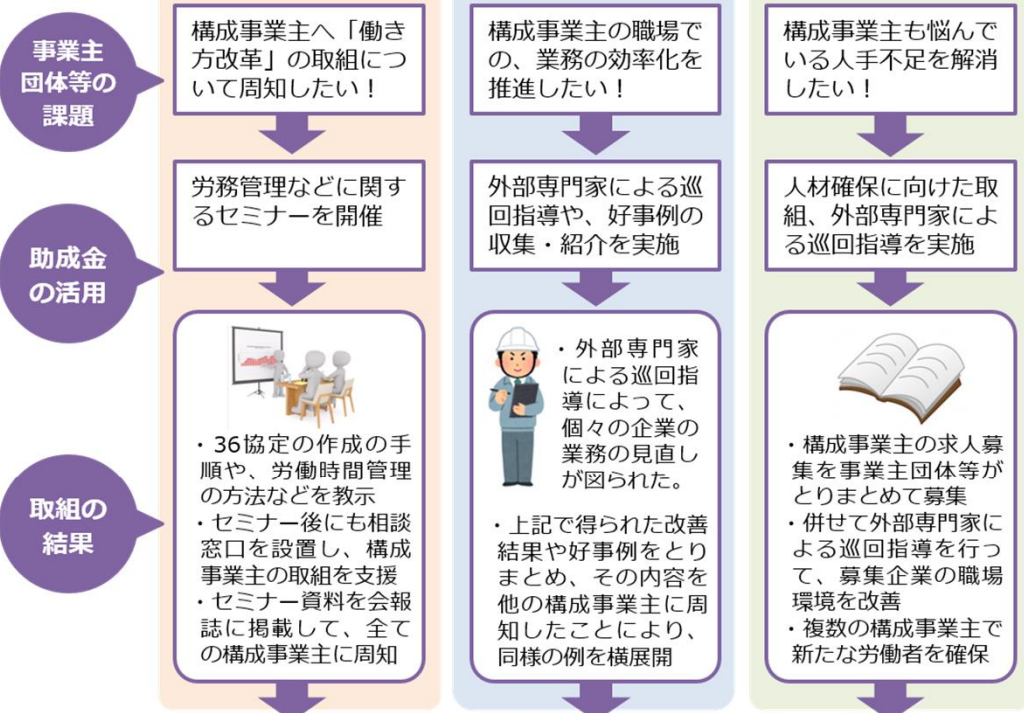 事業主
団体等の
課題
構成事業主へ「働き
方改革」の取組につ
いて周知したい！
構成事業主の職場で
の、業務の効率化を
推進したい！
構成事業主も悩んで
いる人手不足を解消
したい！
助成金
の活用
労務管理などに関す
るセミナーを開催
外部専門家による巡
回指導や、好事例の
収集・紹介を実施
人材確保に向けた取
組、外部専門家によ
る巡回指導を実施
取組の
結果
・36協定の作成の手
順や、労働時間管理
の方法などを教示
・セミナー後にも相談
窓口を設置し、構成
事業主の取組を支援
・セミナー資料を会報
誌に掲載して、全て
の構成事業主に周知
・外部専門家
による巡回指
導によって、
個々の企業の
業務の見直し
が図られた。
・上記で得られた改善
結果や好事例をとり
まとめ、その内容を
他の構成事業主に周
知したことにより、
同様の例を横展開
・構成事業主の求人募
集を事業主団体等が
とりまとめて募集
・併せて外部専門家に
よる巡回指導を行っ
て、募集企業の職場
環境を改善
・複数の構成事業主で
新たな労働者を確保